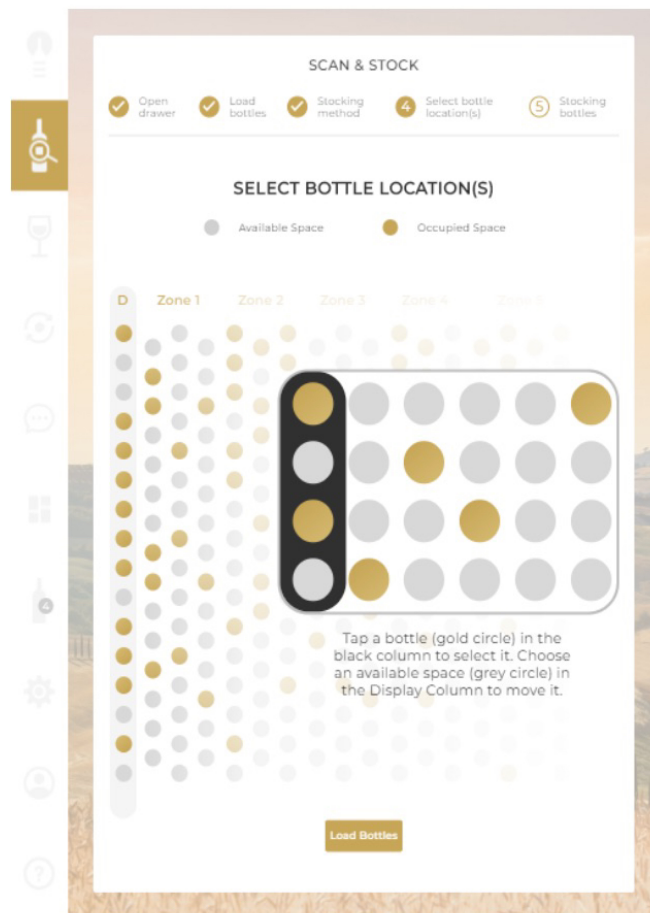 SCAN & STOCK
Open
drawer
Load
bottles
Stocking
method
4
Select bottle
location(s)
5
Stocking
bottles
SELECT BOTTLE LOCATION(S)
Available Space
Occupied Space
D
Zone 1
Zone 2
Zone 3
Zone 4
Zone 5
Tap a bottle (gold circle) in the
black column to select it. Choose
an available space (grey circle) in
the Display Column to move it.
4
Load Bottles
?